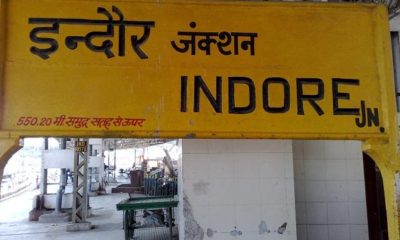 इन्दौर जंक्शन
INDORE JN.
550.20 मी. समुद्र सतह से ऊपर